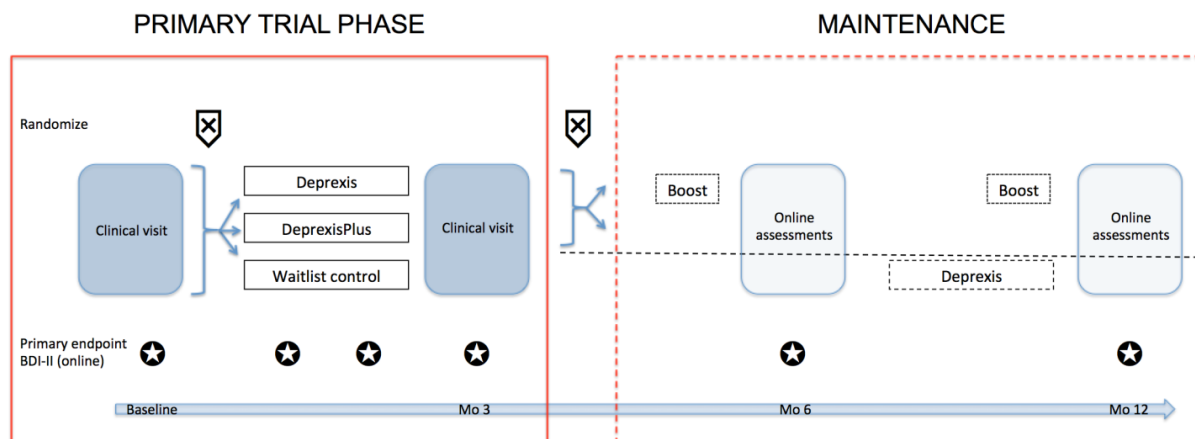 PRIMARY TRIAL PHASE
MAINTENANCE
Randomize
Clinical visit
Deprexis
DeprexisPlus
Waitlist control
Clinical visit
Boost
Online
assessments
Boost
Online
assessments
Deprexis
Primary endpoint
BDI-II (online)
Baseline
Mo 3
Mo 6
Mo 12